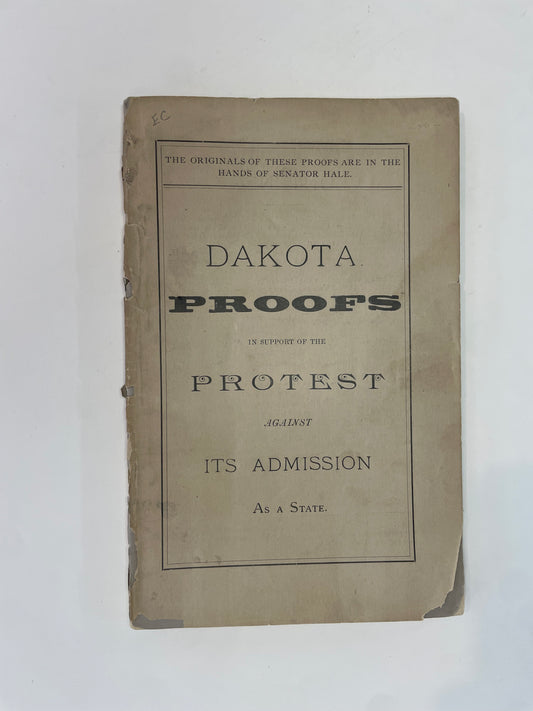 EC
THE ORIGINALS OF THESE PROOFS ARE IN THE
HANDS OF SENATOR HALE.
DAKOTA.
PROOFS
IN SUPPORT OF THE
PROTEST
AGAINST
ITS ADMISSION
AS A STATE.